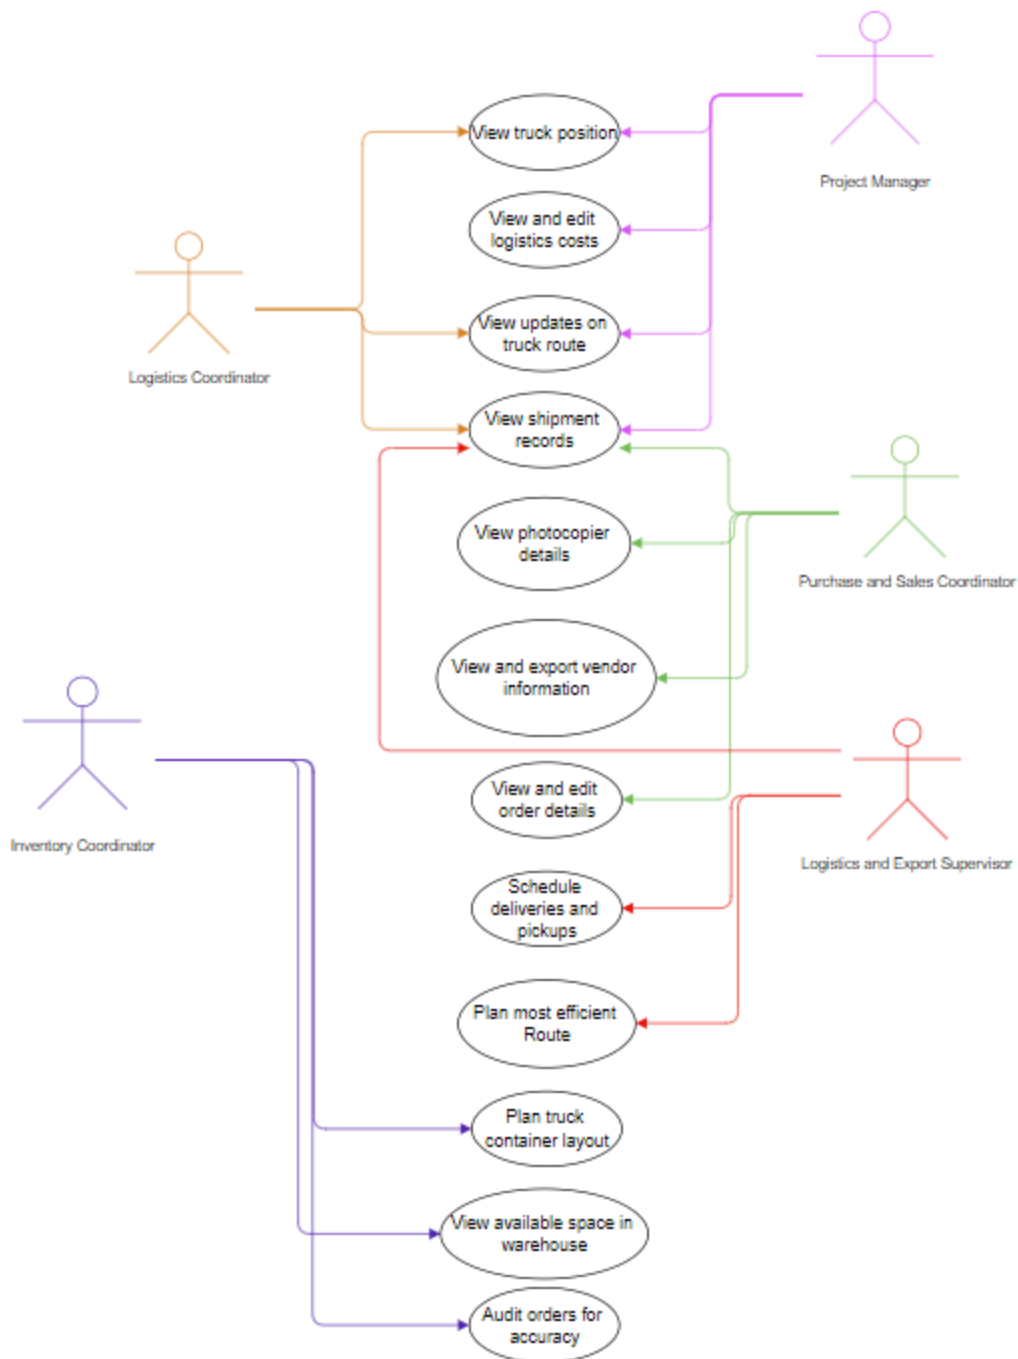 View truck position
Project Manager
View and edit
logistics costs
View updates on
truck route
Logistics Coordinator
View shipment
records
View photocopier
details
Purchase and Sales Coordinator
View and export vendor
information
View and edit
order details
Inventory Coordinator
Logistics and Export Supervisor
Schedule
deliveries and
pickups
Plan most efficient
Route
Plan truck
container layout
View available space in
warehouse
Audit orders for
accuracy